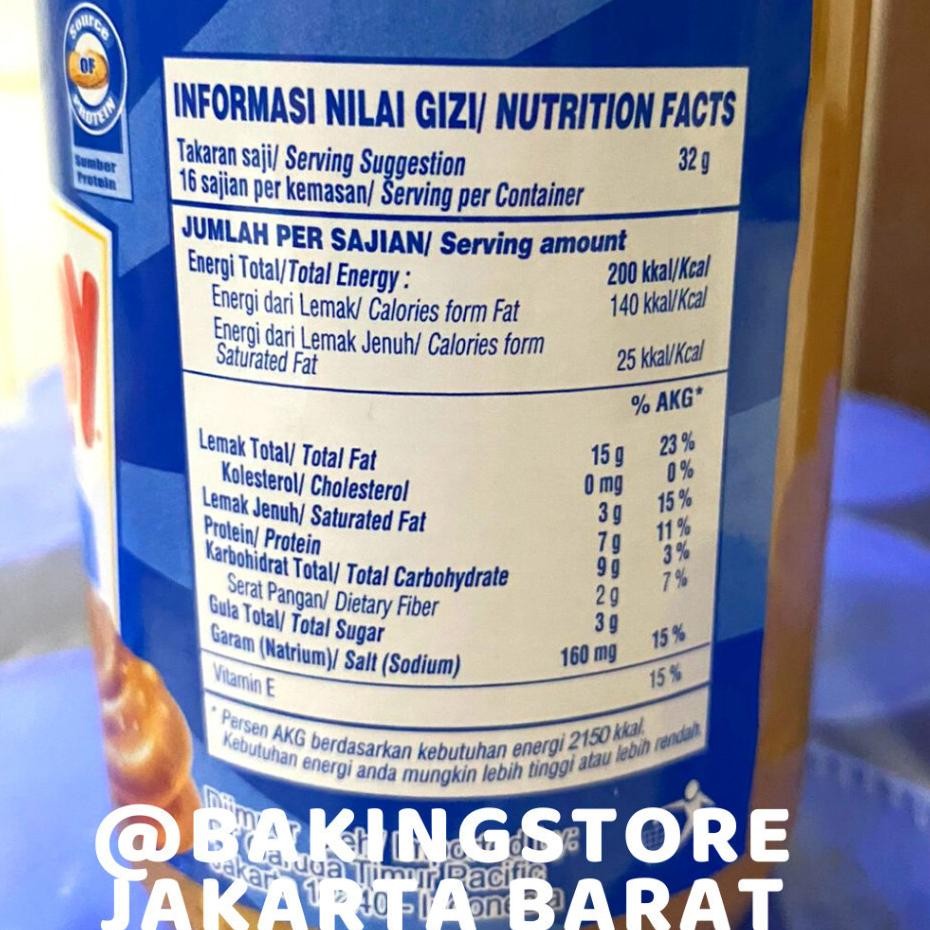 Source
OF
PROTEIN
Sumber
Protein
INFORMASI NILAI GIZI/ NUTRITION FACTS
Takaran saji/ Serving Suggestion 32 g
16 sajian per kemasan/ Serving per Container
JUMLAH PER SAJIAN/ Serving amount
Energi Total/Total Energy : 200 kkal/Kcal
Energi dari Lemak/ Calories form Fat 140 kkal/Kcal
Energi dari Lemak Jenuh/ Calories form
Saturated Fat 25 kkal/Kcal
% AKG*
Lemak Total/ Total Fat 15 g 23 %
Kolesterol/ Cholesterol 0 mg 0 %
Lemak Jenuh/ Saturated Fat 3 g 15 %
Protein/ Protein 7 g 11 %
Karbohidrat Total/ Total Carbohydrate 9 g 3 %
Serat Pangan/ Dietary Fiber 2 g 7 %
Gula Total/ Total Sugar 3 g
Garam (Natrium)/ Salt (Sodium) 160 mg 15 %
Vitamin E 15 %
* Persen AKG berdasarkan kebutuhan energi 2150 kkal.
Kebutuhan energi anda mungkin lebih tinggi atau lebih rendah.
Timur Pacific
@BAKINGSTORE
JAKARTA BARAT